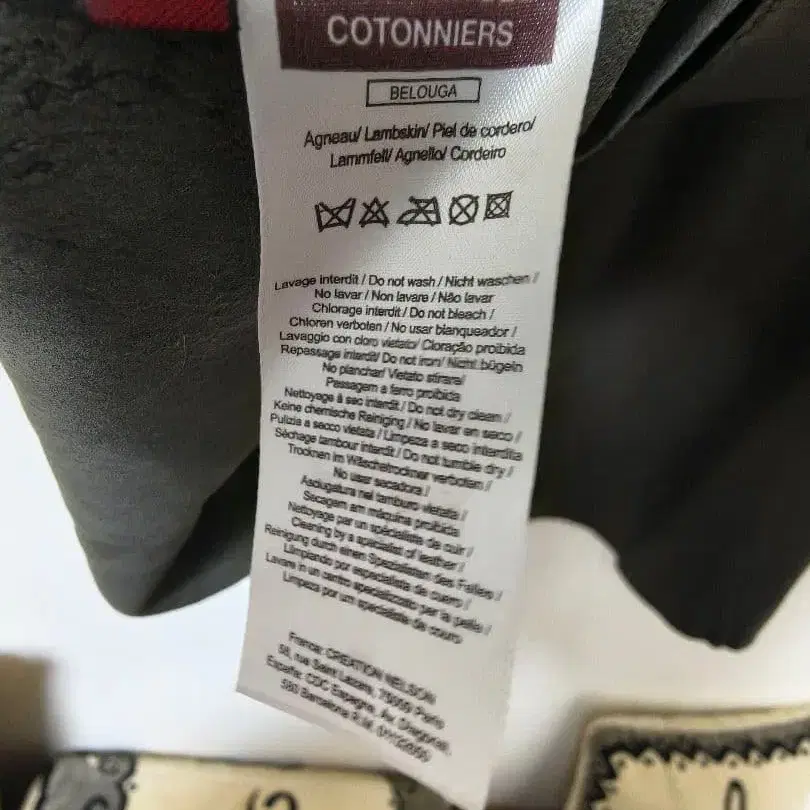 COTONNIERS
BELOUGA
Agneau/ Lambskin/ Piel de cordero/
Lammfell/ Agnello/ Cordeiro
Lavage interdit / Do not wash / Nicht waschen /
No lavar / Non lavare / Não lavar
Chlorage interdit / Do not bleach /
Chloren verboten / No usar blanqueador /
Lavaggio con cloro vietato/ Cloração proibida
Repassage interdit/ Do not iron/ Nicht bügeln
No planchar/ Vietato stirara/
Passagem a ferro proibida
Nettoyage à sec interdit / Do not dry clean /
Keine chemische Reiniging / No lavar en seco /
Pulizia a secco vietata / Limpeza a seco interdita
Séchage tambour interdit / Do not tumble dry /
Trocknen im Wäschetrockner verboten /
No usar secadora /
Asciugatura nel tamburo vietata /
Secagem am máquina proibida
Nettoyage par un spécialiste de cuir /
Cleaning by a specialist of leather /
Reinigung durch einen Spezialisten des Felles /
Llimpiando por especialista de cuero /
Lavare in un centro specializzato per la pelle /
Limpeza por um specialista de couro
France: CREATION NELSON
58, rue Saint Lazare, 75009 Paris
España: CDC Espagne, Av. Diagonal,
580 Barcelona R.M.